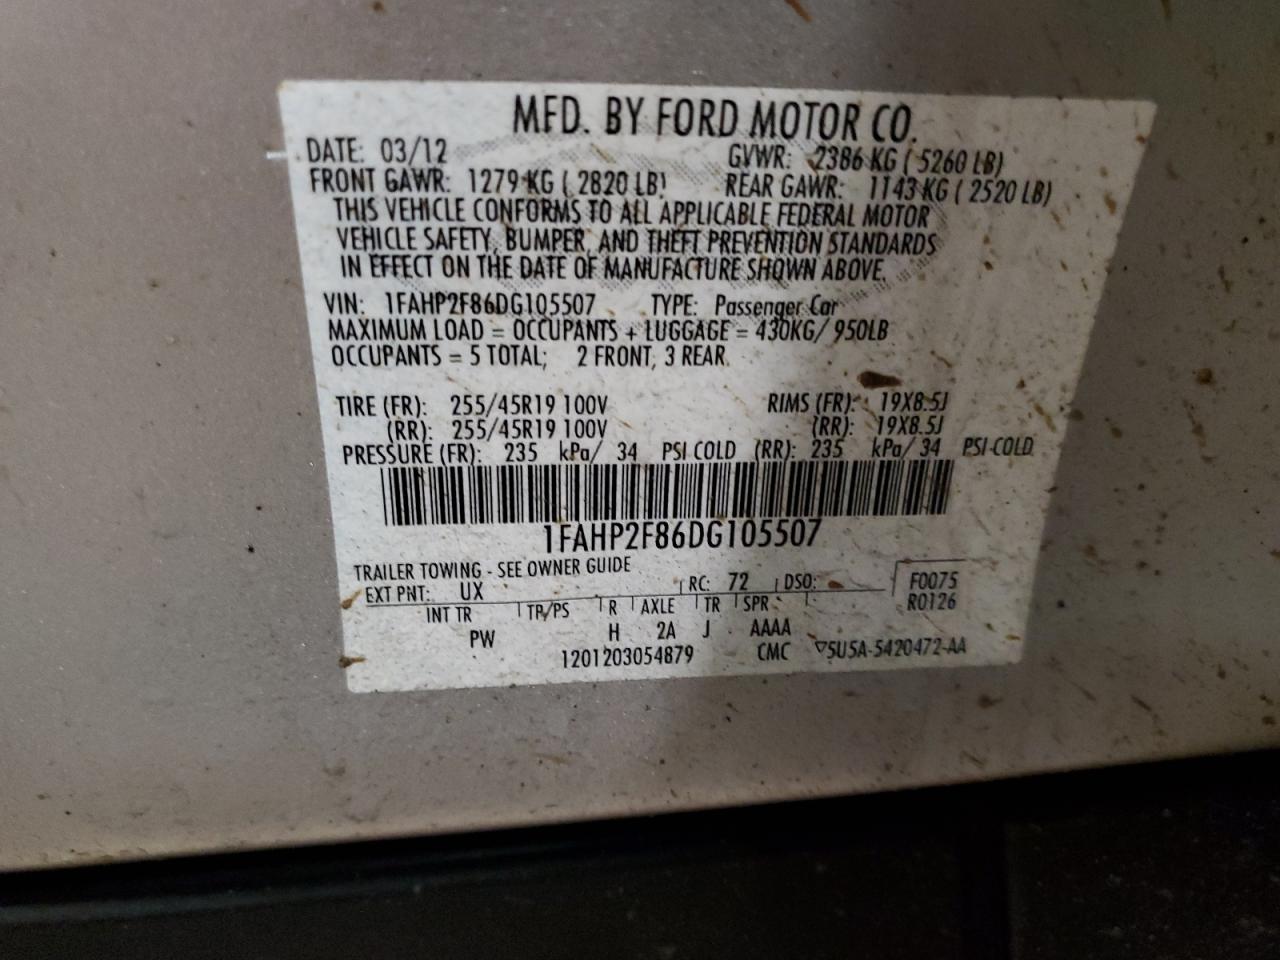 MFD. BY FORD MOTOR CO.
DATE: 03/12 GVWR: 2386 KG ( 5260 LB)
FRONT GAWR: 1279 KG ( 2820 LB) REAR GAWR: 1143 KG ( 2520 LB)
THIS VEHICLE CONFORMS TO ALL APPLICABLE FEDERAL MOTOR
VEHICLE SAFETY, BUMPER, AND THEFT PREVENTION STANDARDS
IN EFFECT ON THE DATE OF MANUFACTURE SHOWN ABOVE.
VIN: 1FAHP2F86DG105507 TYPE: Passenger Car
MAXIMUM LOAD = OCCUPANTS + LUGGAGE = 430KG/ 950LB
OCCUPANTS = 5 TOTAL; 2 FRONT, 3 REAR
TIRE (FR): 255/45R19 100V RIMS (FR): 19X8.5J
(RR): 255/45R19 100V (RR): 19X8.5J
PRESSURE (FR): 235 kPa/ 34 PSI COLD (RR): 235 kPa/ 34 PSI COLD
1FAHP2F86DG105507
TRAILER TOWING - SEE OWNER GUIDE
EXT PNT: UX RC: 72 DSO: F0075
INT TR TP/PS R AXLE TR SPR R0126
PW H 2A J AAAA
1201203054879 CMC ▽5U5A-5420472-AA